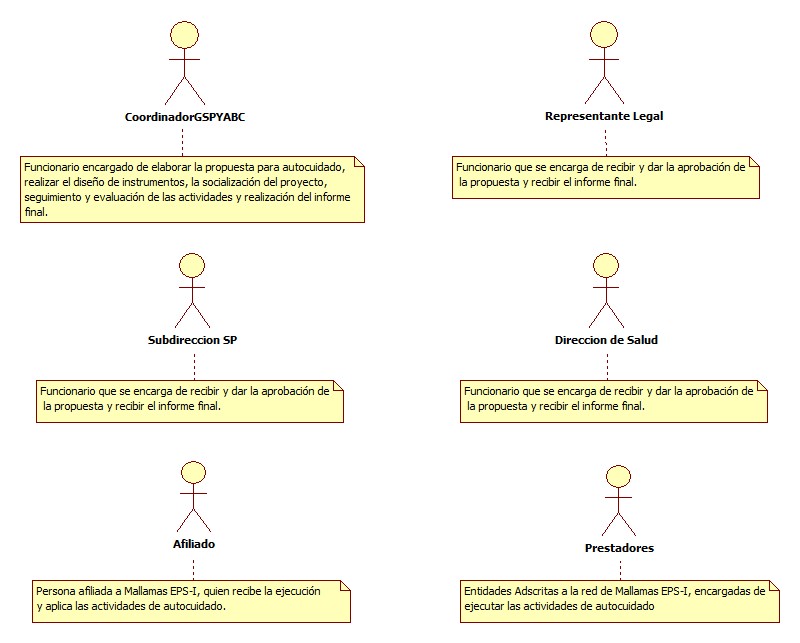 CoordinadorGSPYABC
Funcionario encargado de elaborar la propuesta para autocuidado,
realizar el diseño de instrumentos, la socialización del proyecto,
seguimiento y evaluación de las actividades y realización del informe
final.
Representante Legal
Funcionario que se encarga de recibir y dar la aprobación de
la propuesta y recibir el informe final.
Subdireccion SP
Funcionario que se encarga de recibir y dar la aprobación de
la propuesta y recibir el informe final.
Direccion de Salud
Funcionario que se encarga de recibir y dar la aprobación de
la propuesta y recibir el informe final.
Afiliado
Persona afiliada a Mallamas EPS-I, quien recibe la ejecución
y aplica las actividades de autocuidado.
Prestadores
Entidades Adscritas a la red de Mallamas EPS-I, encargadas de
ejecutar las actividades de autocuidado